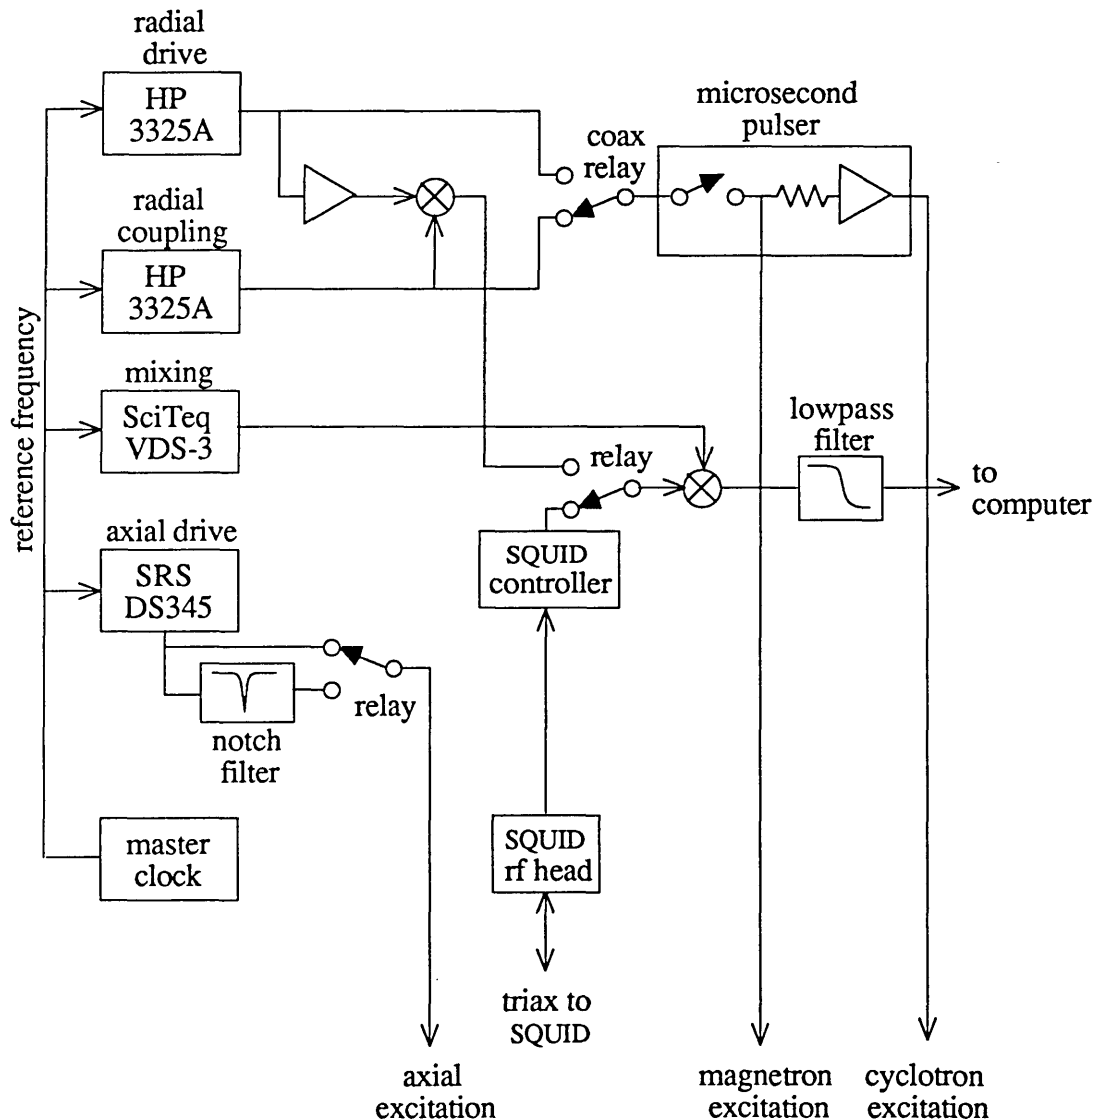 radial
drive
HP
3325A
microsecond
pulser
coax
relay
radial
coupling
HP
3325A
reference frequency
mixing
SciTeq
VDS-3
lowpass
filter
relay
to
computer
axial drive
SRS
DS345
SQUID
controller
relay
notch
filter
master
clock
SQUID
rf head
triax to
SQUID
axial
excitation
magnetron
excitation
cyclotron
excitation